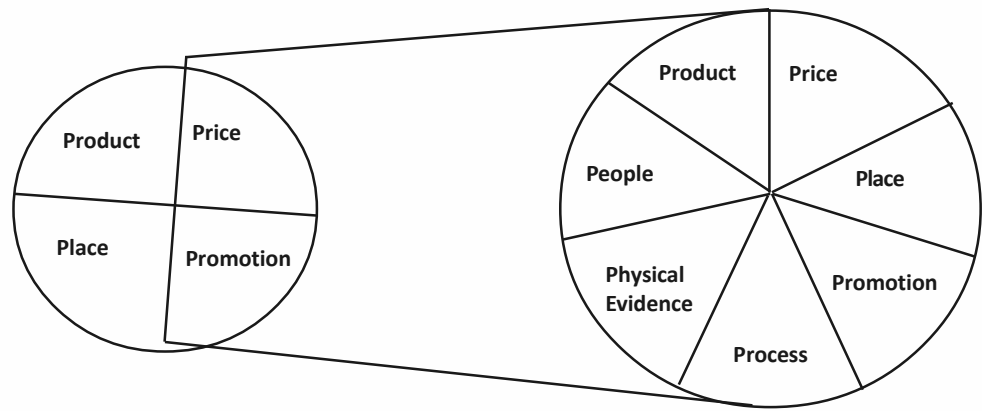 Product
Price
Place
Promotion
Product
Price
People
Place
Physical
Evidence
Promotion
Process